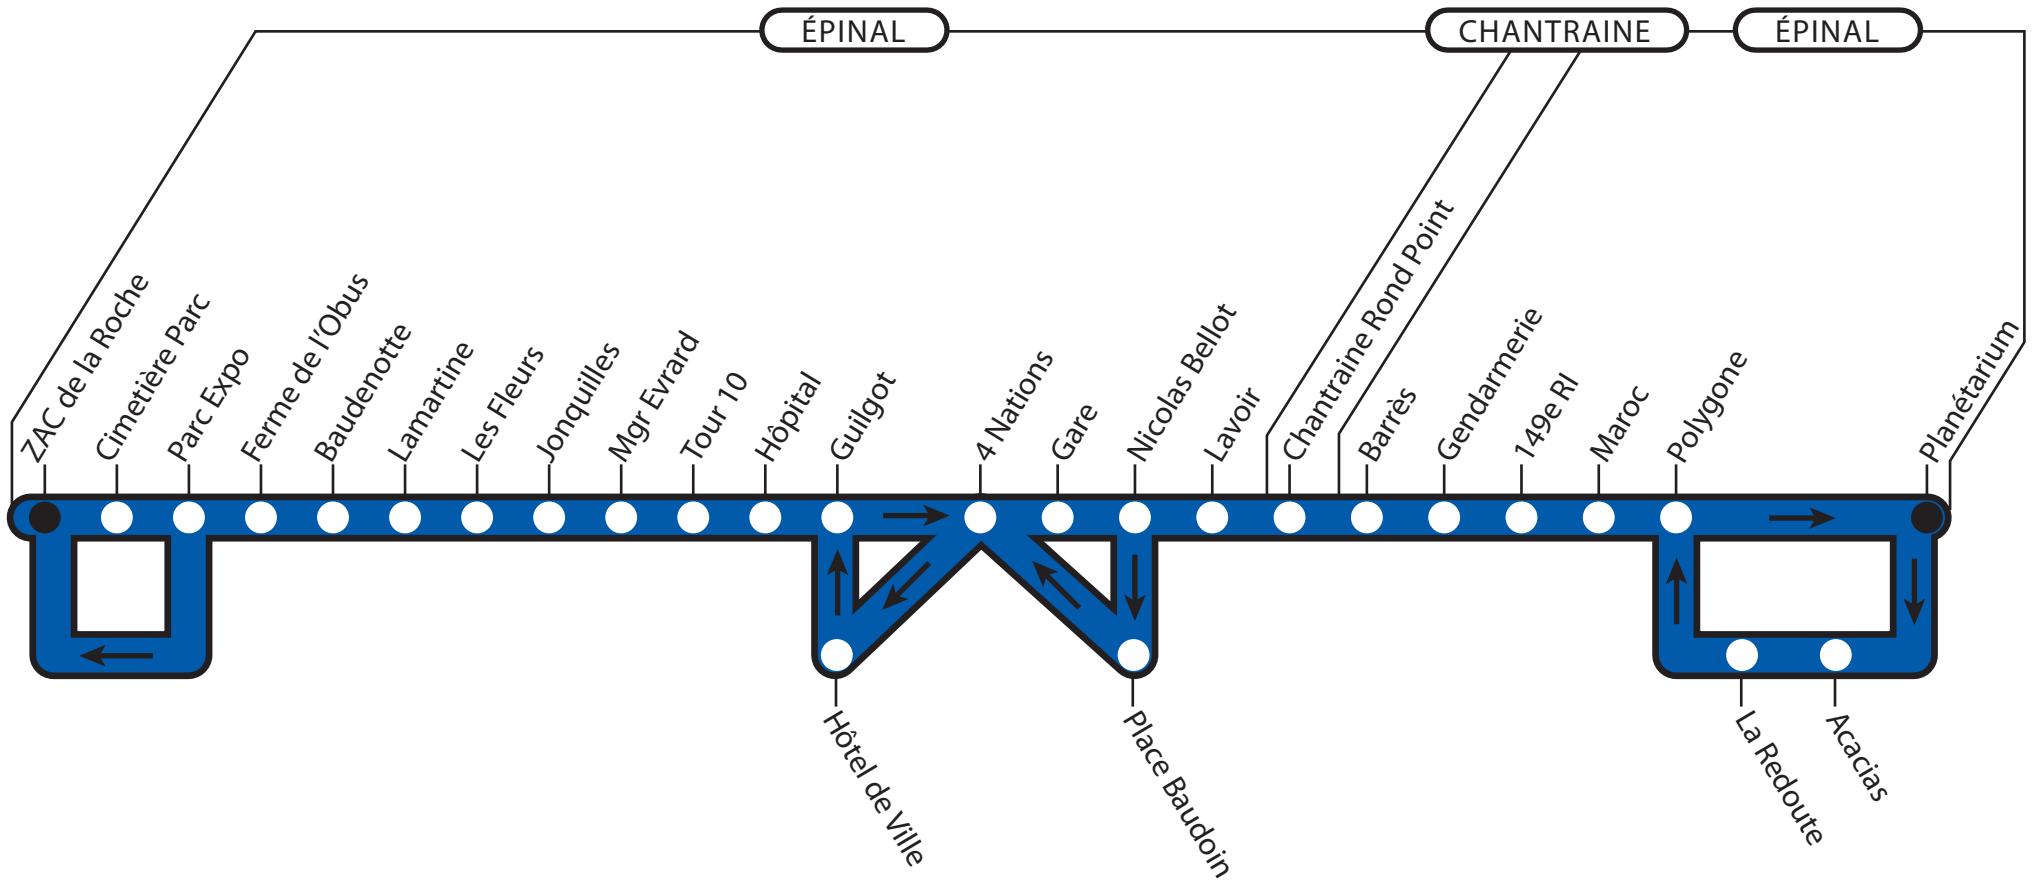 ÉPINAL
CHANTRAINE
ÉPINAL
ZAC de la Roche
Cimetière Parc
Parc Expo
Ferme de l'Obus
Baudenotte
Lamartine
Les Fleurs
Jonquilles
Mgr Evrard
Tour 10
Hôpital
Guilgot
4 Nations
Gare
Nicolas Bellot
Lavoir
Chantraine Rond Point
Barrès
Gendarmerie
149e RI
Maroc
Polygone
Planétarium
Hôtel de Ville
Place Baudoin
La Redoute
Acacias